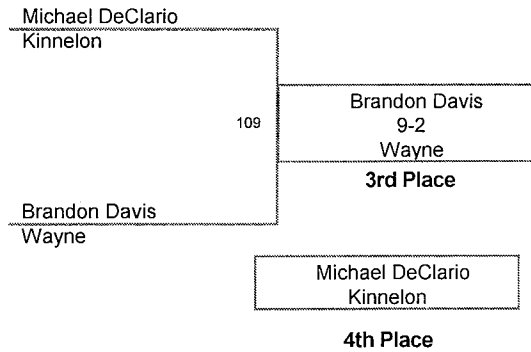 Michael DeClario
Kinnelon
109
Brandon Davis
9-2
Wayne
3rd Place
Brandon Davis
Wayne
Michael DeClario
Kinnelon
4th Place